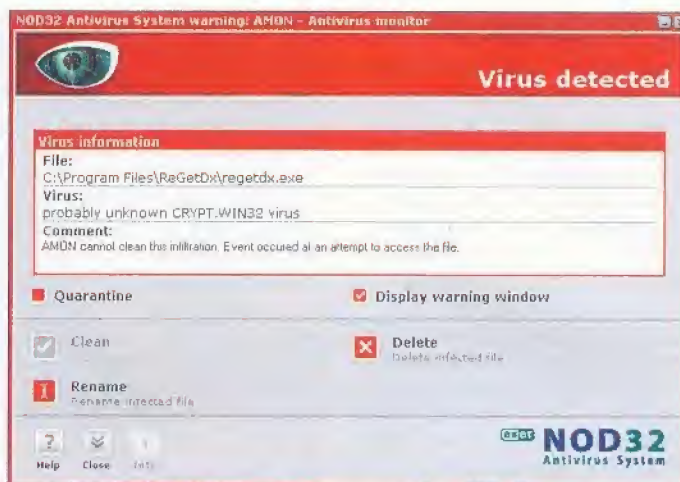 NOD32 Antivirus System warning: AMON - Antivirus monitor
Virus detected
Virus information
File:
C:\Program Files\ReGetDx\regetdx.exe
Virus:
probably unknown CRYPT.WIN32 virus
Comment:
AMON cannot clean this infiltration. Event occured at an attempt to access the file.
Quarantine
Display warning window
Clean
Delete
Delete infected file
Rename
Rename infected file
Help
Close
Info
eset NOD32
Antivirus System